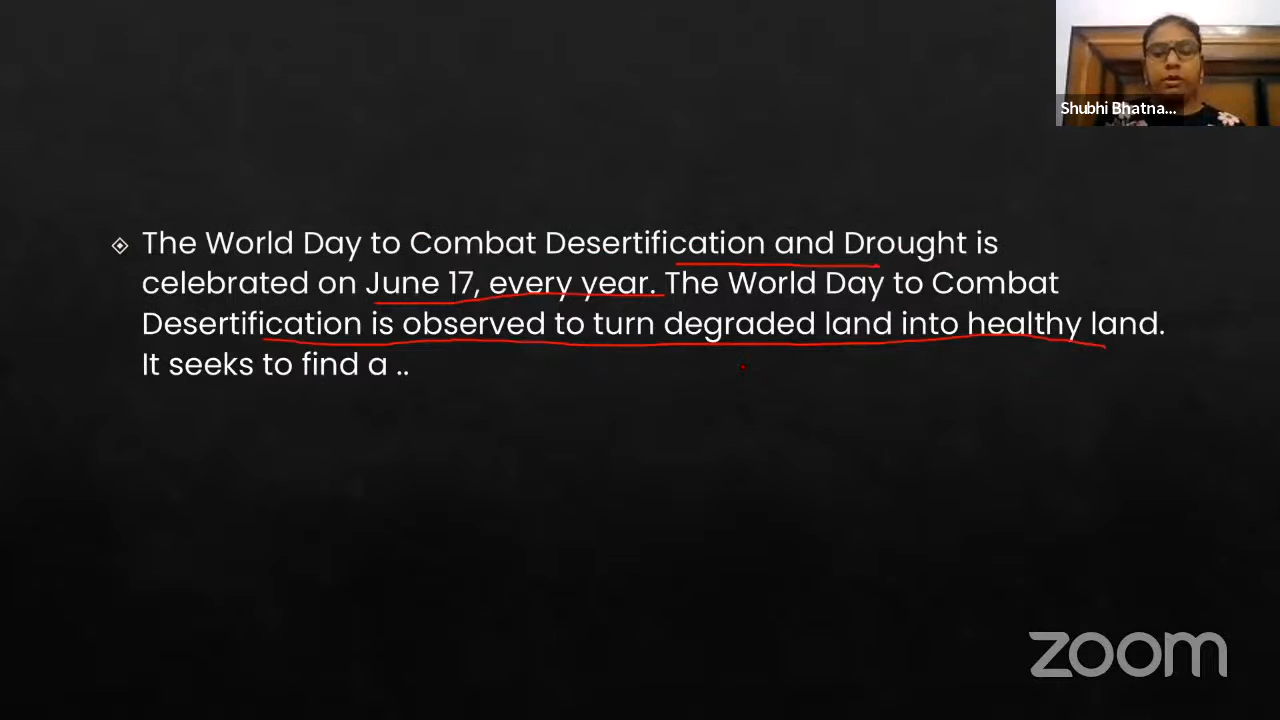 Shubhi Bhatna...
The World Day to Combat Desertification and Drought is
celebrated on June 17, every year. The World Day to Combat
Desertification is observed to turn degraded land into healthy land.
It seeks to find a ..
zoom